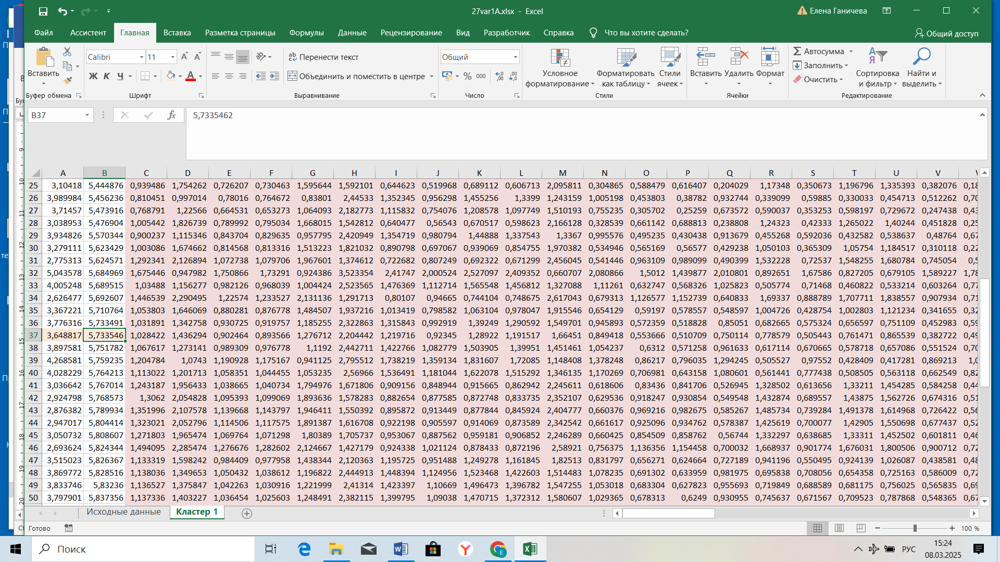 27var1A.xlsx - Excel
Елена Ганичева
Файл Ассистент Главная Вставка Разметка страницы Формулы Данные Рецензирование Вид Разработчик Справка Что вы хотите сделать? Общий доступ
Вставить Calibri 11 Перенести текст Общий Автосумма
Условное форматирование Форматировать как таблицу Стили ячеек Вставить Удалить Формат Заполнить Сортировка и фильтр Найти и выделить
Ж К Ч Объединить и поместить в центре % 000 Очистить
Буфер обмена Шрифт Выравнивание Число Стили Ячейки Редактирование
B37 fx 5,7335462
A B C D E F G H I J K L M N O P Q R S T U V
25 3,10418 5,444876 0,939486 1,754262 0,726207 0,730463 1,595644 1,592101 0,644623 0,519968 0,689112 0,606713 2,095811 0,304865 0,588479 0,616407 0,204029 1,17348 0,350673 1,196796 1,335393 0,382076 0,18
26 3,989984 5,456236 0,810451 0,997014 0,78016 0,764672 0,83801 2,44533 1,352345 0,956298 1,455256 1,3399 1,243159 1,005198 0,453803 0,38782 0,932744 0,339099 0,59885 0,330033 0,454713 0,512262 0,70
27 3,71457 5,473916 0,768791 1,22566 0,664531 0,653273 1,064093 2,182773 1,115832 0,754076 1,208578 1,097749 1,510193 0,755235 0,305702 0,25259 0,673572 0,590037 0,353253 0,598197 0,729672 0,247438 0,43
28 3,038953 5,476904 1,005442 1,826739 0,789992 0,795034 1,668015 1,542812 0,640477 0,56543 0,670517 0,598623 2,166128 0,328539 0,661142 0,688813 0,238808 1,24323 0,42333 1,265022 1,40244 0,451828 0,25
29 3,934826 5,570344 0,900237 1,115346 0,843704 0,829635 0,957795 2,420949 1,354719 0,980794 1,44888 1,337543 1,3367 0,995576 0,495235 0,430438 0,913679 0,455268 0,592036 0,432582 0,538637 0,48764 0,67
30 3,279111 5,623429 1,003086 1,674662 0,814568 0,813316 1,513223 1,821032 0,890798 0,697067 0,939069 0,854755 1,970382 0,534946 0,565169 0,56577 0,429238 1,050103 0,365309 1,05754 1,184517 0,310118 0,22
31 2,775313 5,624571 1,292341 2,126894 1,072738 1,079706 1,967601 1,374612 0,722682 0,807249 0,692322 0,671299 2,456045 0,541446 0,963109 0,989099 0,490399 1,532228 0,72537 1,548255 1,680784 0,745054 0,5
32 5,043578 5,684969 1,675446 0,947982 1,750866 1,73291 0,924386 3,523354 2,41747 2,000524 2,527097 2,409352 0,660707 2,080866 1,5012 1,439877 2,010801 0,892651 1,67586 0,827205 0,679105 1,589227 1,78
33 4,005248 5,689515 1,03488 1,156277 0,982126 0,968039 1,004424 2,523565 1,476369 1,112714 1,565548 1,456812 1,327088 1,11261 0,632747 0,568326 1,025823 0,505774 0,71468 0,460822 0,533214 0,603264 0,77
34 2,626477 5,692607 1,446539 2,290495 1,22574 1,233527 2,131136 1,291713 0,80107 0,94665 0,744104 0,748675 2,617043 0,679313 1,126577 1,152739 0,640833 1,69337 0,888789 1,707711 1,838557 0,907934 0,71
35 3,367221 5,710764 1,053803 1,646069 0,880281 0,876778 1,484507 1,937216 1,013419 0,798582 1,063104 0,978047 1,915546 0,654129 0,59197 0,578557 0,548597 1,004726 0,428754 1,002803 1,121234 0,341655 0,32
36 3,776316 5,733491 1,031891 1,342758 0,930725 0,919757 1,185255 2,322863 1,315843 0,992919 1,39249 1,290592 1,549701 0,945893 0,572359 0,518828 0,85051 0,682665 0,575324 0,656597 0,751109 0,452983 0,59
37 3,648817 5,733546 1,028422 1,436294 0,902464 0,893566 1,276712 2,204442 1,219716 0,92345 1,28922 1,191517 1,66451 0,849418 0,553666 0,510709 0,750114 0,778579 0,505443 0,761471 0,865539 0,382722 0,49
38 3,897581 5,751782 1,067617 1,273141 0,989309 0,976778 1,1192 2,442711 1,422766 1,082779 1,503905 1,39951 1,451461 1,054237 0,6312 0,571258 0,961633 0,617114 0,670665 0,578718 0,657086 0,551524 0,70
39 4,268581 5,759235 1,204784 1,0743 1,190928 1,175167 0,941125 2,795512 1,738219 1,359134 1,831607 1,72085 1,148408 1,378248 0,86217 0,796035 1,294245 0,505527 0,97552 0,428409 0,417281 0,869213 1,0
40 4,028229 5,764213 1,113022 1,201713 1,058351 1,044455 1,053235 2,56966 1,536491 1,181044 1,622078 1,515292 1,346135 1,170269 0,706981 0,643158 1,080601 0,561441 0,777438 0,508505 0,563118 0,662549 0,82
41 3,036642 5,767014 1,243187 1,956433 1,038665 1,040734 1,794976 1,671806 0,909156 0,848944 0,915665 0,862942 2,245611 0,618606 0,83436 0,841706 0,526945 1,328502 0,613656 1,33211 1,454285 0,584258 0,44
42 2,924798 5,768573 1,3062 2,054828 1,095393 1,099069 1,893636 1,578283 0,882654 0,877585 0,872748 0,833735 2,352107 0,629536 0,918247 0,930854 0,549548 1,432874 0,689557 1,43875 1,562726 0,674316 0,51
43 2,876382 5,789934 1,351996 2,107578 1,139668 1,143797 1,946411 1,550392 0,895872 0,913449 0,877844 0,845924 2,404777 0,660376 0,969216 0,982675 0,585267 1,485734 0,739284 1,491378 1,614968 0,726422 0,56
44 2,947017 5,804414 1,323021 2,052796 1,114506 1,117575 1,891387 1,616708 0,922198 0,905597 0,914069 0,873589 2,342542 0,661617 0,925096 0,934762 0,578387 1,425619 0,700077 1,42905 1,550698 0,677437 0,52
45 3,050732 5,808607 1,271803 1,965474 1,069764 1,071298 1,80389 1,705737 0,953067 0,887562 0,959181 0,906852 2,246289 0,660425 0,854509 0,858762 0,56744 1,332297 0,638685 1,33311 1,452502 0,601811 0,46
46 2,693624 5,824344 1,494095 2,285474 1,276676 1,282602 2,124667 1,427179 0,924338 1,021124 0,878433 0,872196 2,58921 0,756375 1,136356 1,154458 0,700032 1,668937 0,901774 1,676031 1,800506 0,900712 0,72
47 3,515023 5,826367 1,133319 1,598242 0,984409 0,977958 1,438344 2,120363 1,195725 0,951488 1,249278 1,161845 1,82513 0,831797 0,656271 0,624664 0,727189 0,941196 0,550495 0,924139 1,026087 0,438581 0,48
48 3,869772 5,828516 1,138036 1,349653 1,050432 1,038612 1,196822 2,444913 1,448394 1,124956 1,523468 1,422603 1,514483 1,078235 0,691302 0,633959 0,981975 0,695838 0,708056 0,654358 0,725163 0,586009 0,72
49 3,833746 5,83236 1,136527 1,375847 1,042263 1,030916 1,221999 2,41314 1,423397 1,10669 1,496473 1,396782 1,547255 1,053018 0,683304 0,627823 0,955693 0,719849 0,688589 0,681175 0,756025 0,565835 0,69
50 3,797901 5,837356 1,137336 1,403227 1,036454 1,025603 1,248491 2,382115 1,399795 1,09038 1,470715 1,372312 1,580607 1,029365 0,678313 0,6249 0,930955 0,745637 0,671567 0,709523 0,787868 0,548365 0,67
Исходные данные Кластер 1
Готово 100 %
Поиск РУС 15:24
08.03.2025